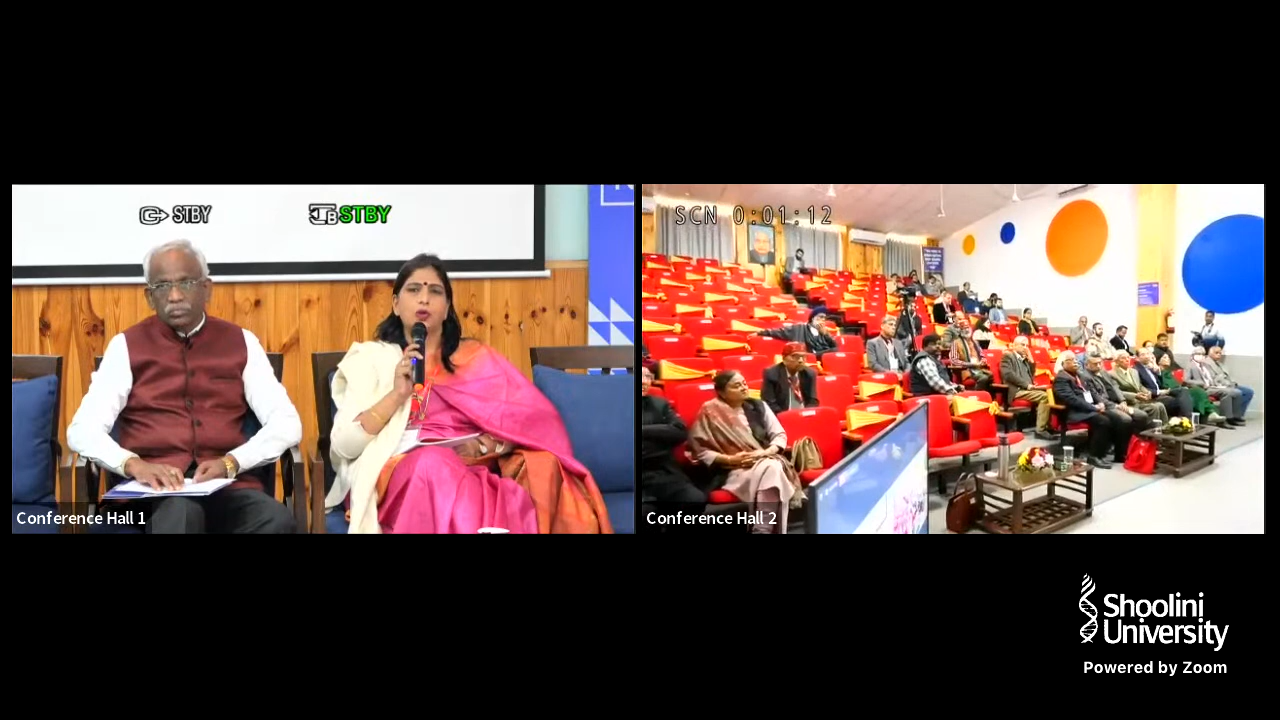 STBY
STBY
SCN 0:01:12
Conference Hall 1
Conference Hall 2
Shoolini
University
Powered by Zoom